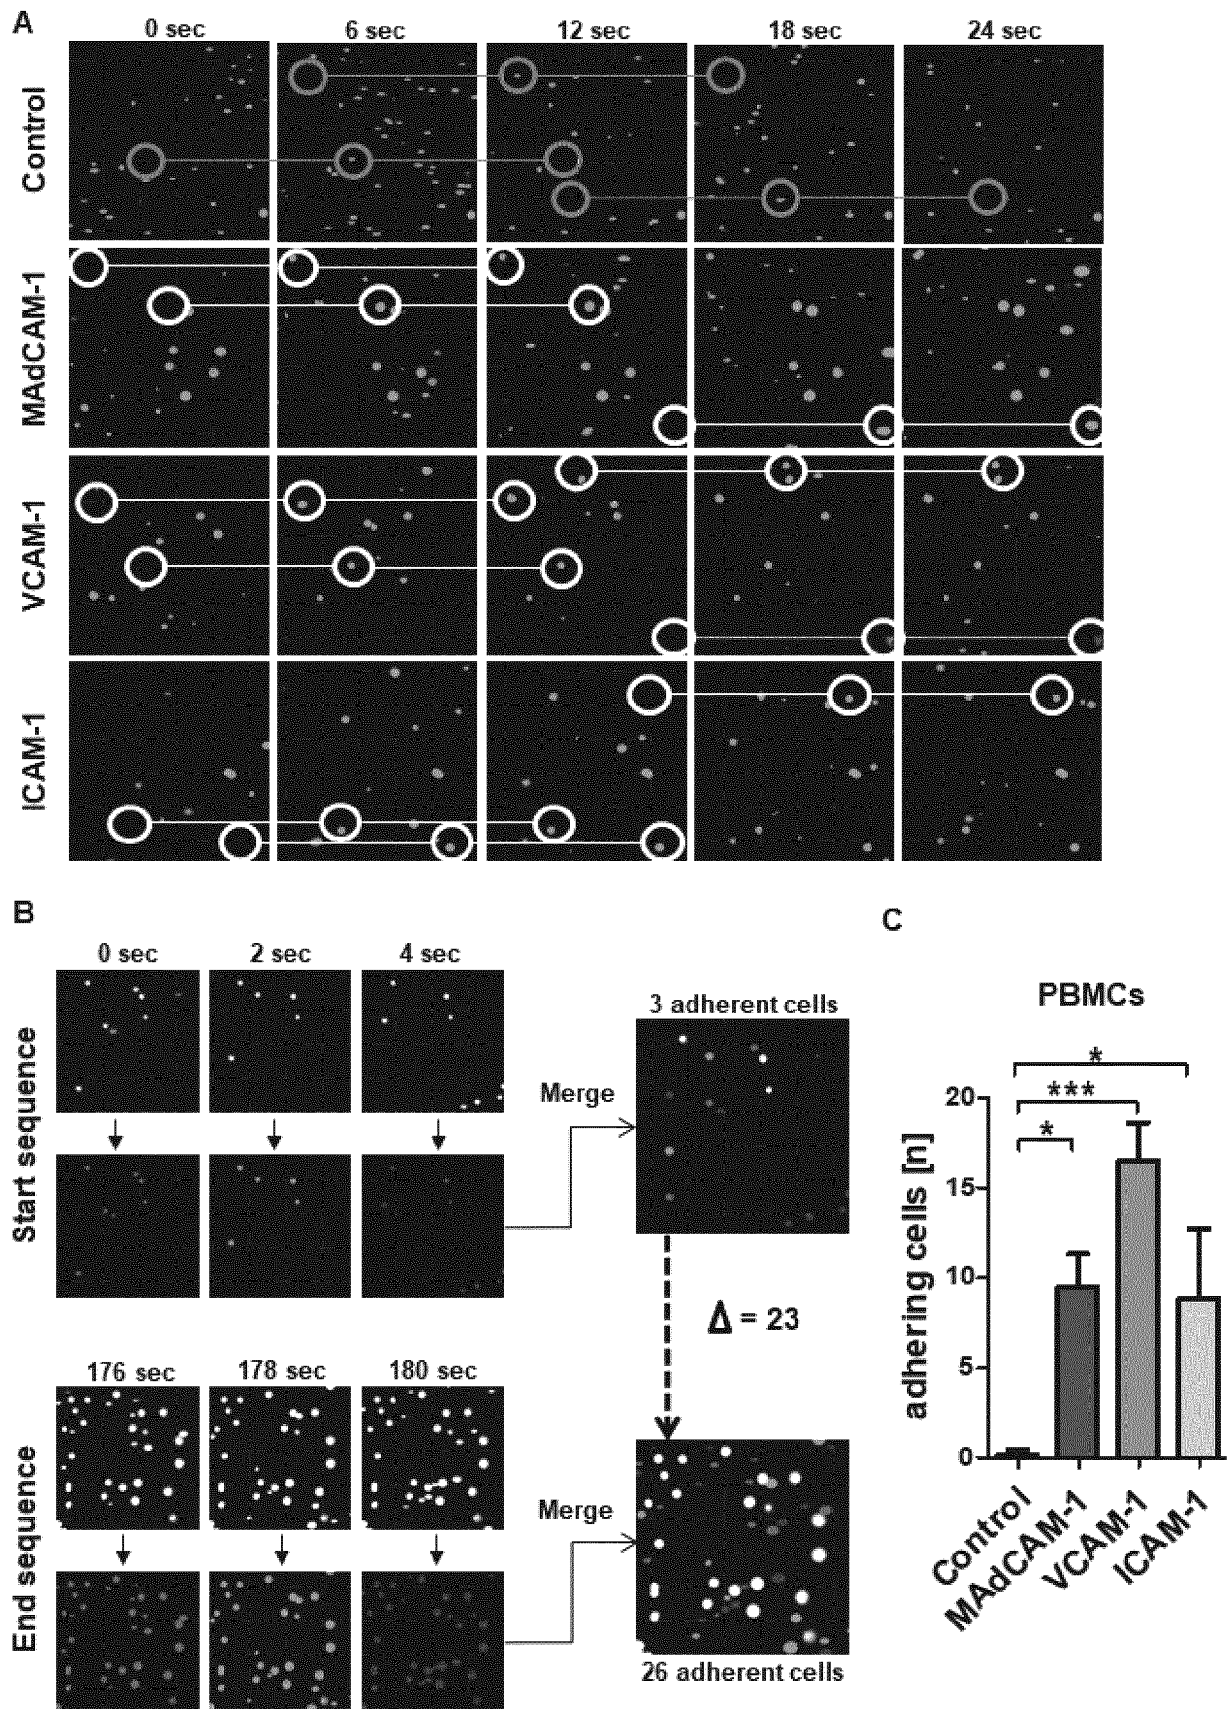 A
0 sec 6 sec 12 sec 18 sec 24 sec
Control
MAdCAM-1
VCAM-1
ICAM-1
B
0 sec 2 sec 4 sec
Start sequence
Merge
3 adherent cells
Δ = 23
176 sec 178 sec 180 sec
End sequence
Merge
26 adherent cells
C
PBMCs
*
***
*
adhering cells [n]
20
15
10
5
0
Control
MAdCAM-1
VCAM-1
ICAM-1